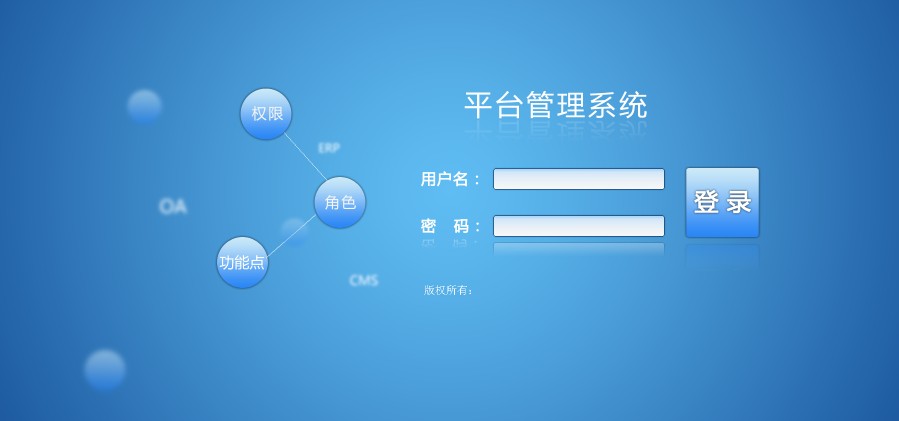 平台管理系统
权限
ERP
角色
OA
功能点
CMS
用户名：
密 码：
登 录
版权所有：